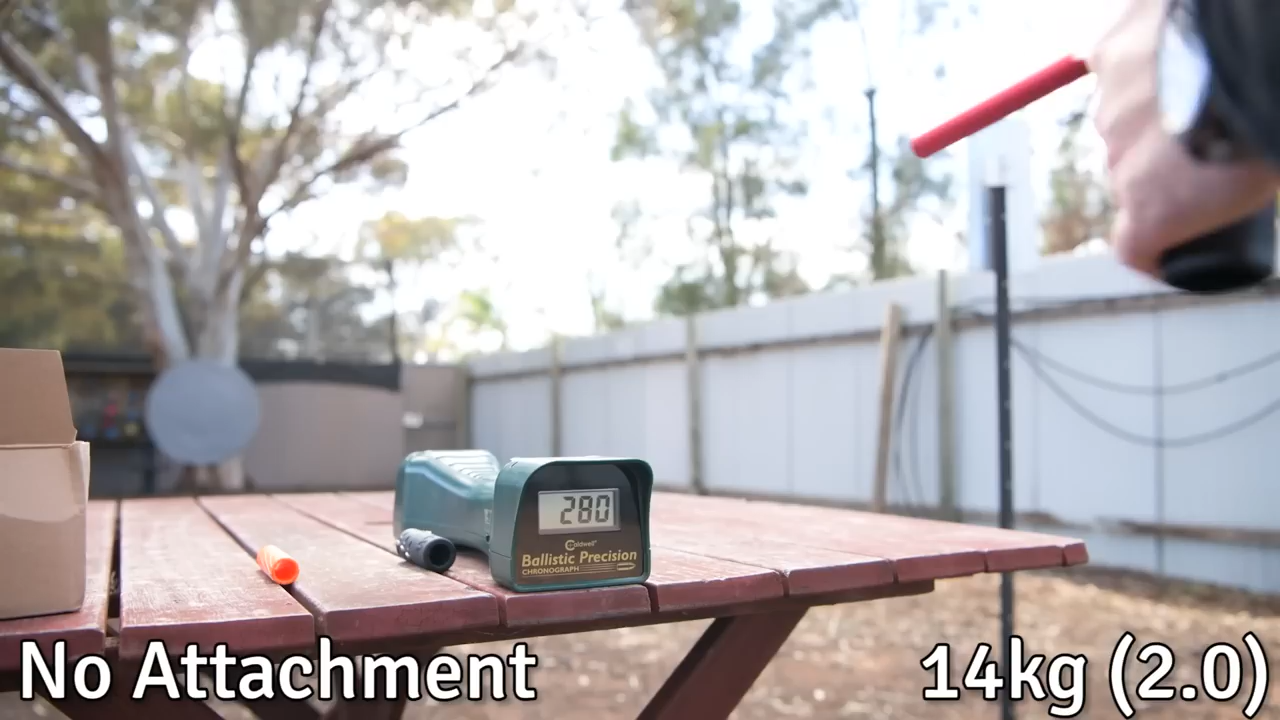 280
Caldwell
Ballistic Precision
CHRONOGRAPH
No Attachment
14kg (2.0)